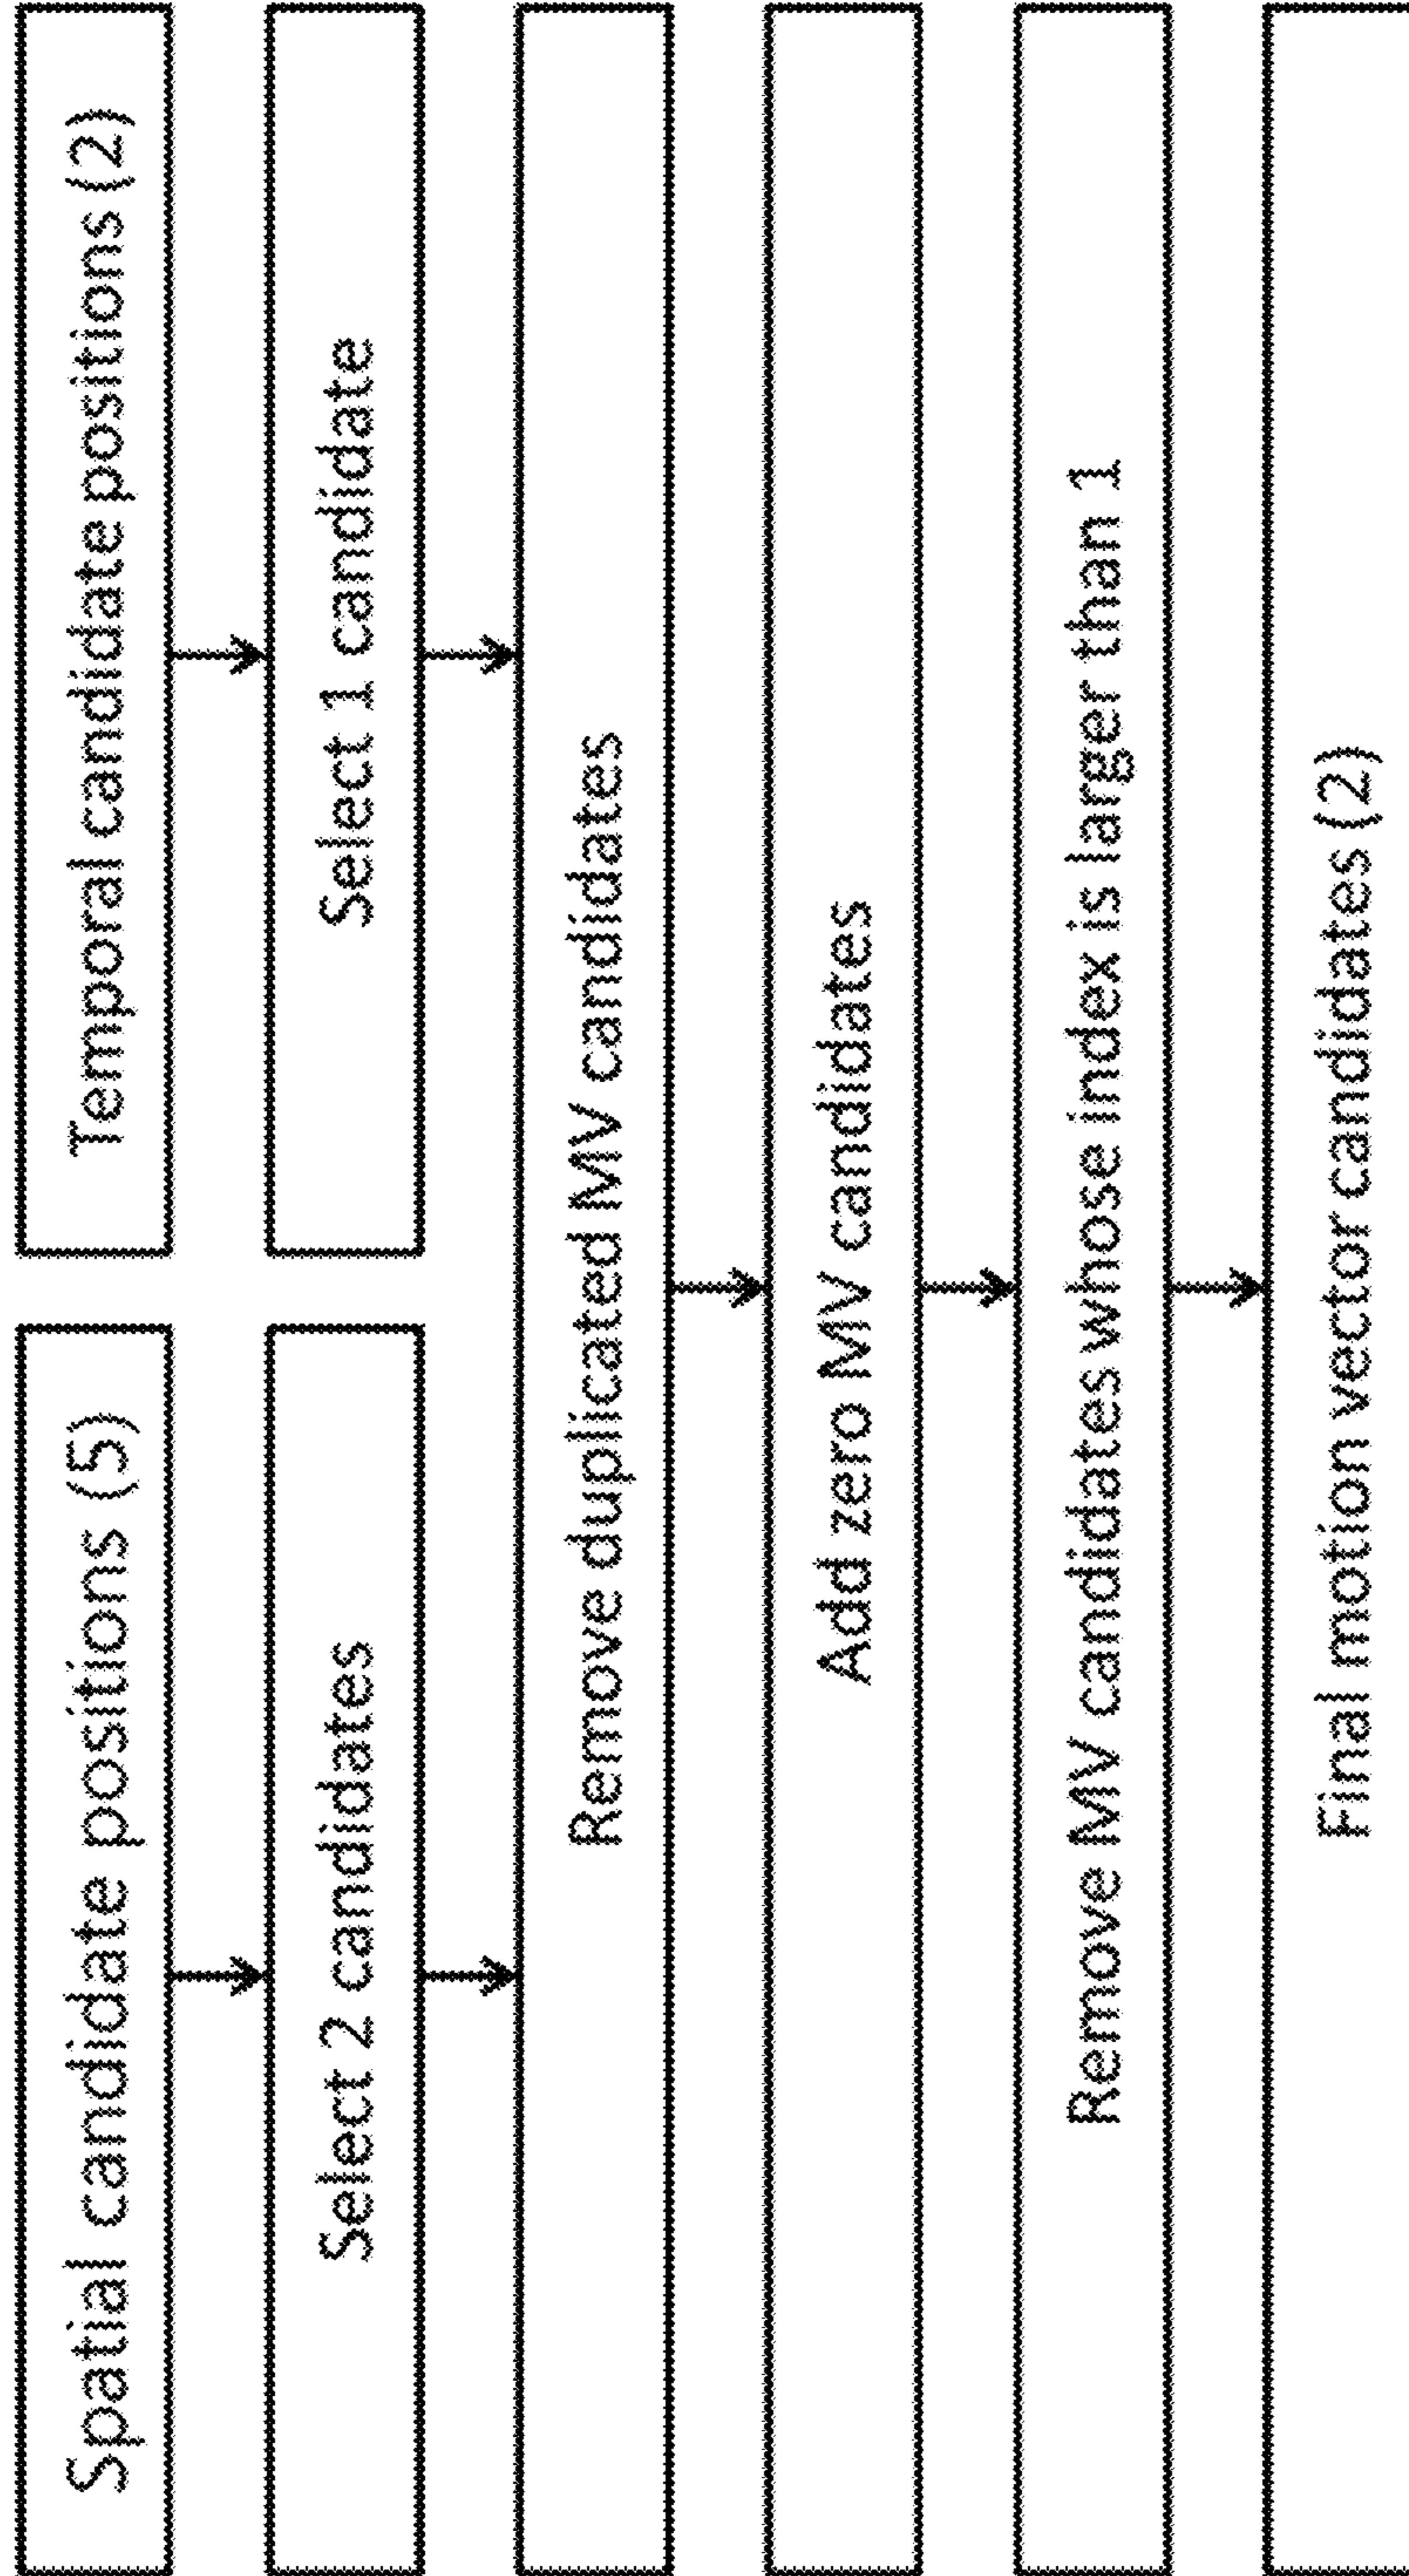 Spatial candidate positions (5)
Temporal candidate positions (2)
Select 2 candidates
Select 1 candidate
Remove duplicated MV candidates
Add zero MV candidates
Remove MV candidates whose index is larger than 1
Final motion vector candidates (2)